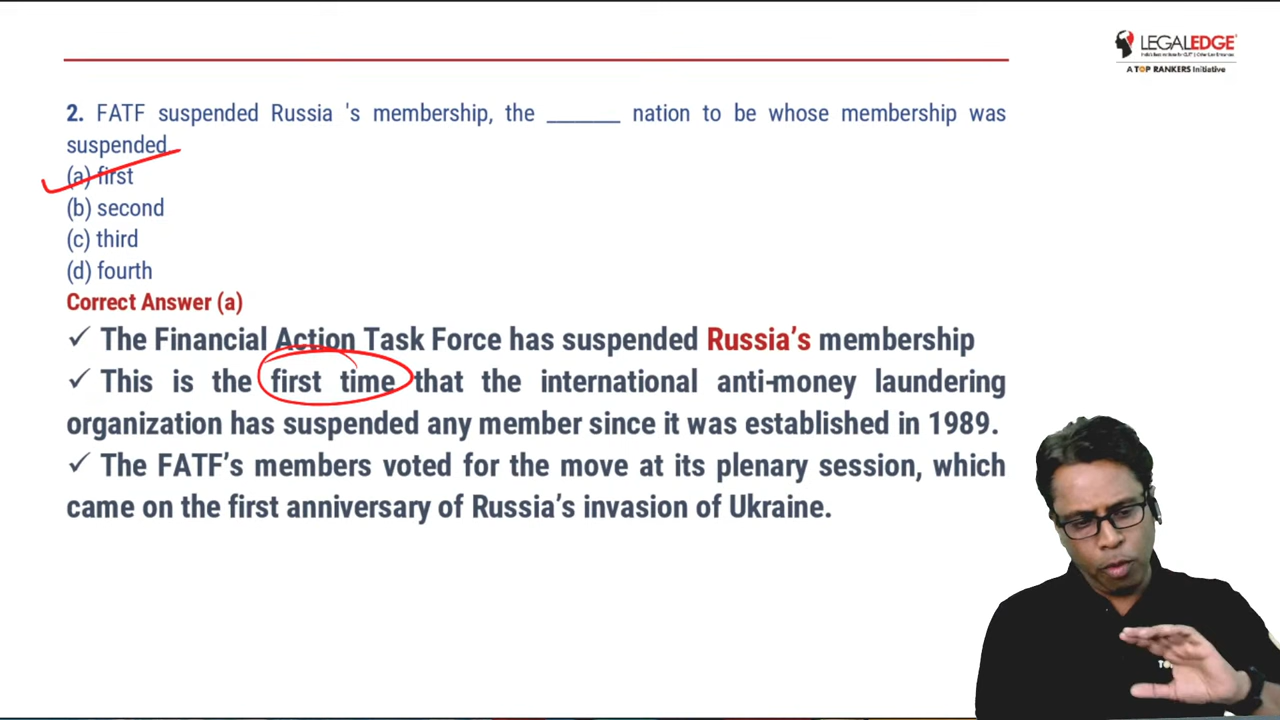 LEGALEDGE
A TOP RANKERS Initiative
2. FATF suspended Russia 's membership, the ______ nation to be whose membership was
suspended.
(a) first
(b) second
(c) third
(d) fourth
Correct Answer (a)
✓ The Financial Action Task Force has suspended Russia's membership
✓ This is the first time that the international anti-money laundering
organization has suspended any member since it was established in 1989.
✓ The FATF's members voted for the move at its plenary session, which
came on the first anniversary of Russia's invasion of Ukraine.